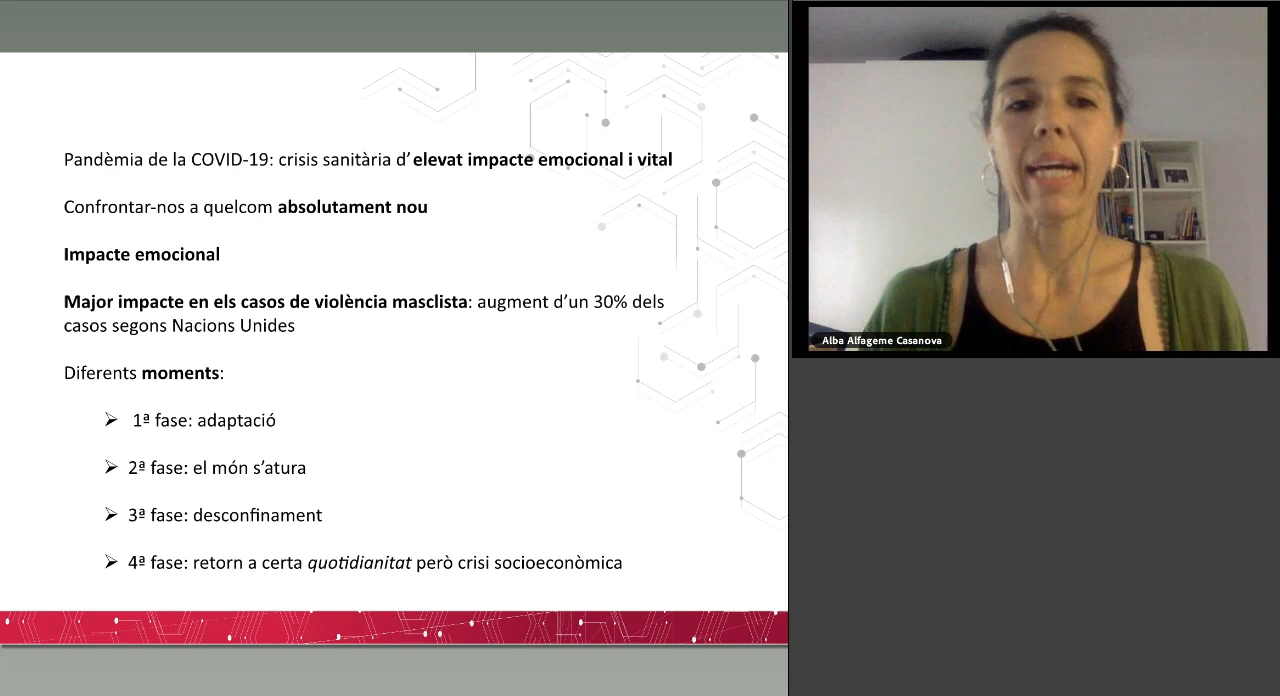 Pandèmia de la COVID-19: crisis sanitària d’elevat impacte emocional i vital
Confrontar-nos a quelcom absolutament nou
Impacte emocional
Major impacte en els casos de violència masclista: augment d’un 30% dels
casos segons Nacions Unides
Diferents moments:
1ª fase: adaptació
2ª fase: el món s’atura
3ª fase: desconfinament
4ª fase: retorn a certa quotidianitat però crisi socioeconòmica
Alba Alfageme Casanova